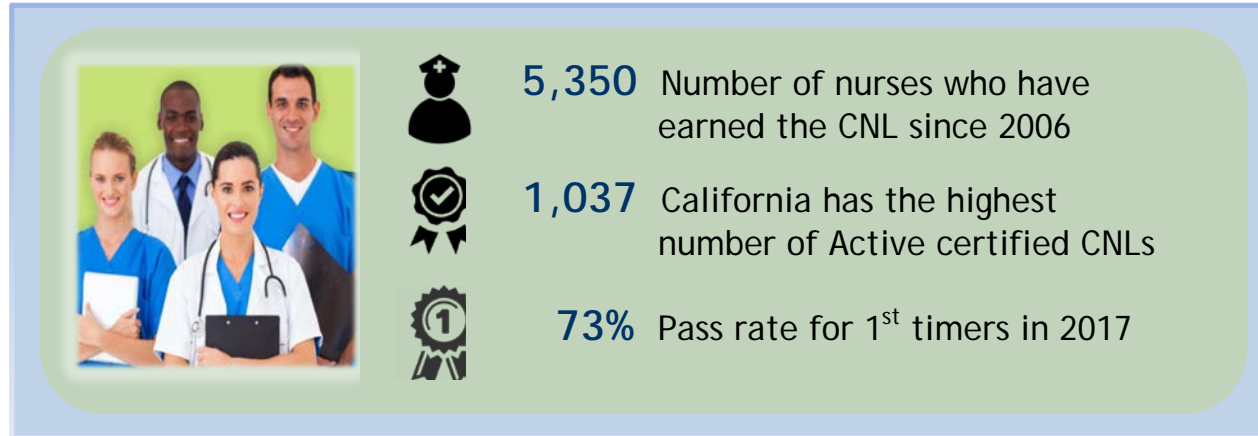 5,350 Number of nurses who have
earned the CNL since 2006
1,037 California has the highest
number of Active certified CNLs
1
73% Pass rate for 1st timers in 2017